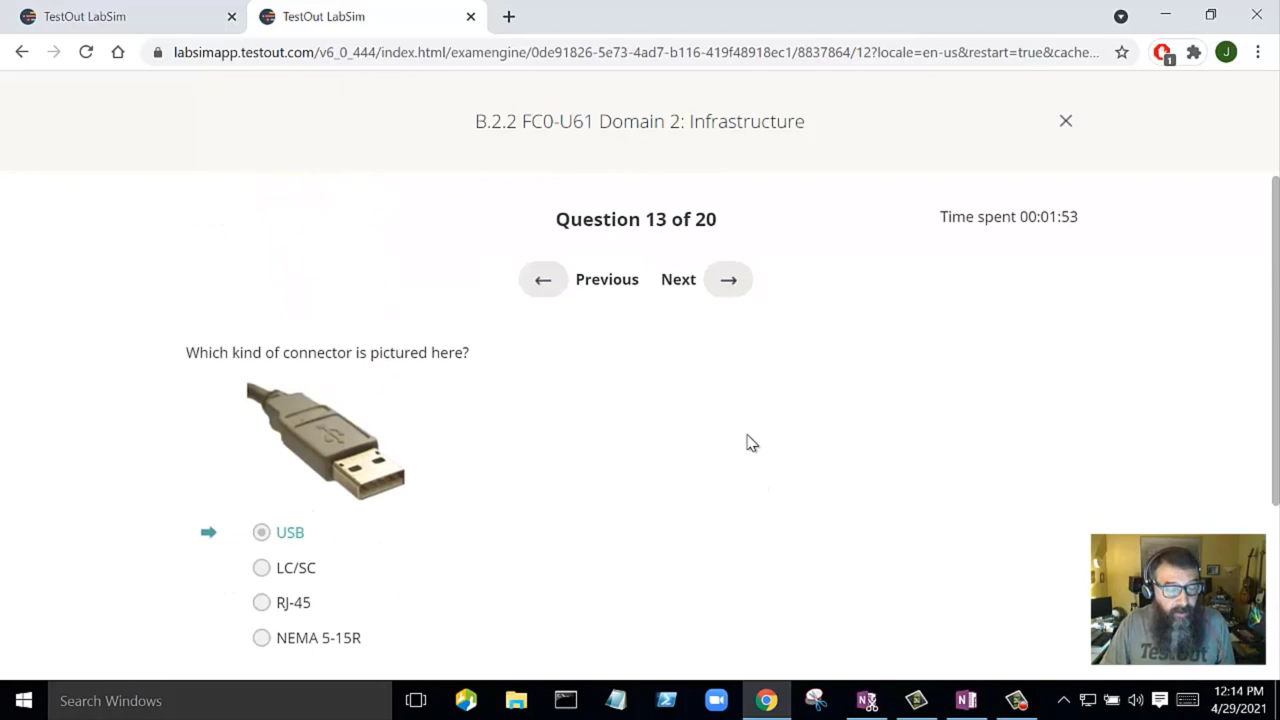 TestOut LabSim
TestOut LabSim
labsimapp.testout.com/v6_0_444/index.html/examengine/0de91826-5e73-4ad7-b116-419f48918ec1/8837864/12?locale=en-us&restart=true&cache...
1
J
B.2.2 FC0-U61 Domain 2: Infrastructure
Question 13 of 20
Time spent 00:01:53
Previous Next
Which kind of connector is pictured here?
USB
LC/SC
RJ-45
NEMA 5-15R
TestOut
Search Windows
12:14 PM
4/29/2021